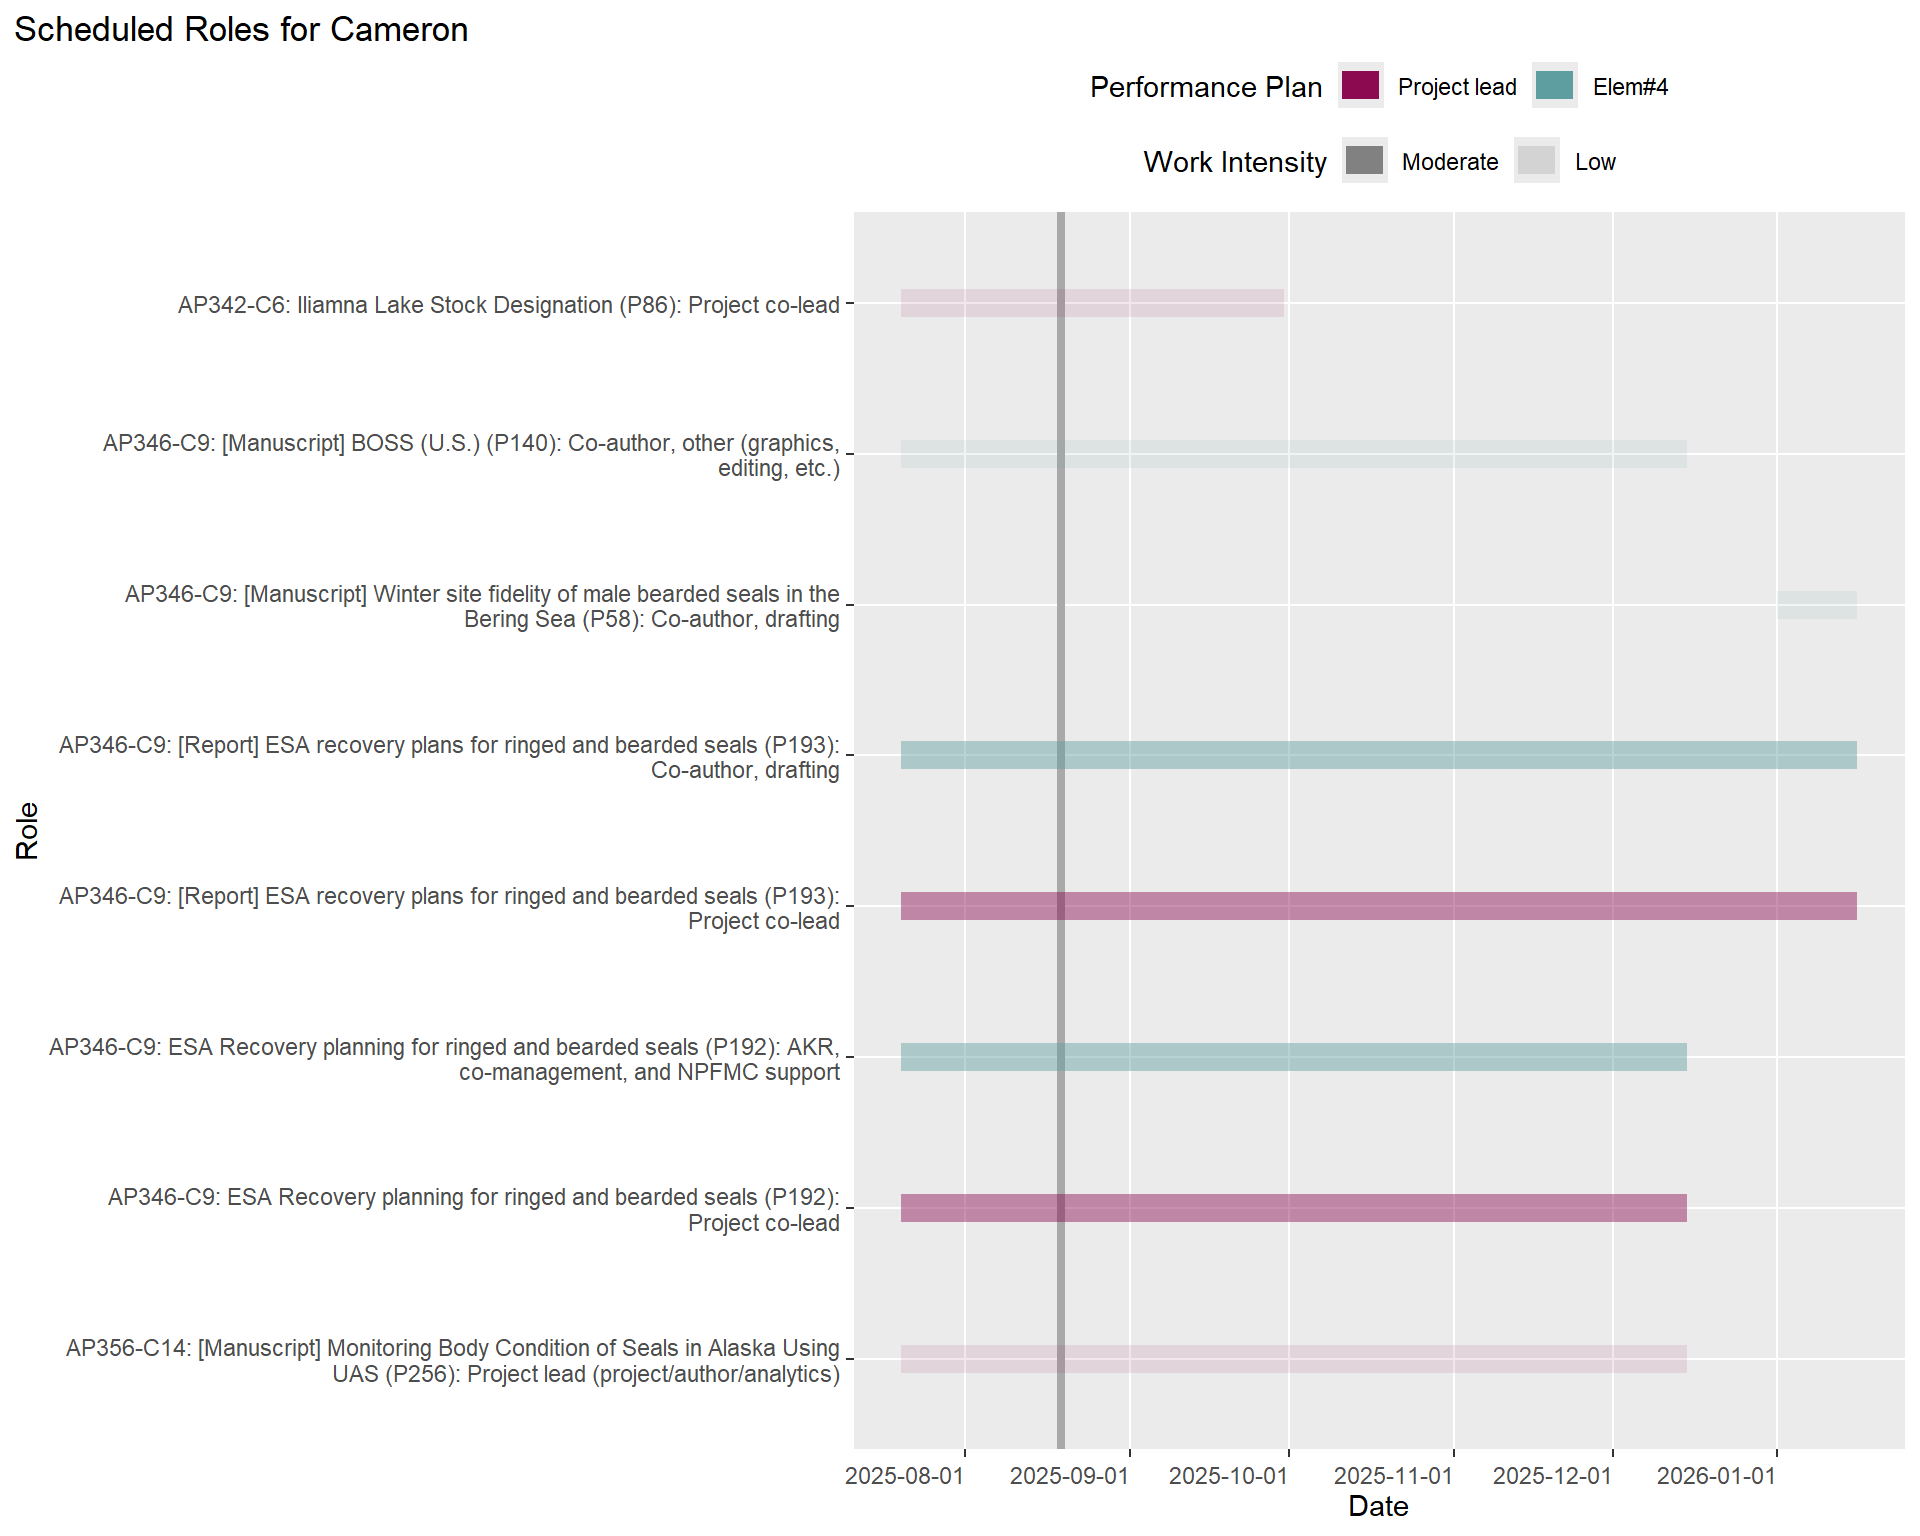 Scheduled Roles for Cameron
Performance Plan Project lead Elem#4
Work Intensity Moderate Low
AP342-C6: Iliamna Lake Stock Designation (P86): Project co-lead
AP346-C9: [Manuscript] BOSS (U.S.) (P140): Co-author, other (graphics,
editing, etc.)
AP346-C9: [Manuscript] Winter site fidelity of male bearded seals in the
Bering Sea (P58): Co-author, drafting
AP346-C9: [Report] ESA recovery plans for ringed and bearded seals (P193):
Co-author, drafting
AP346-C9: [Report] ESA recovery plans for ringed and bearded seals (P193):
Project co-lead
AP346-C9: ESA Recovery planning for ringed and bearded seals (P192): AKR,
co-management, and NPFMC support
AP346-C9: ESA Recovery planning for ringed and bearded seals (P192):
Project co-lead
AP356-C14: [Manuscript] Monitoring Body Condition of Seals in Alaska Using
UAS (P256): Project lead (project/author/analytics)
Role
2025-08-01 2025-09-01 2025-10-01 2025-11-01 2025-12-01 2026-01-01
Date